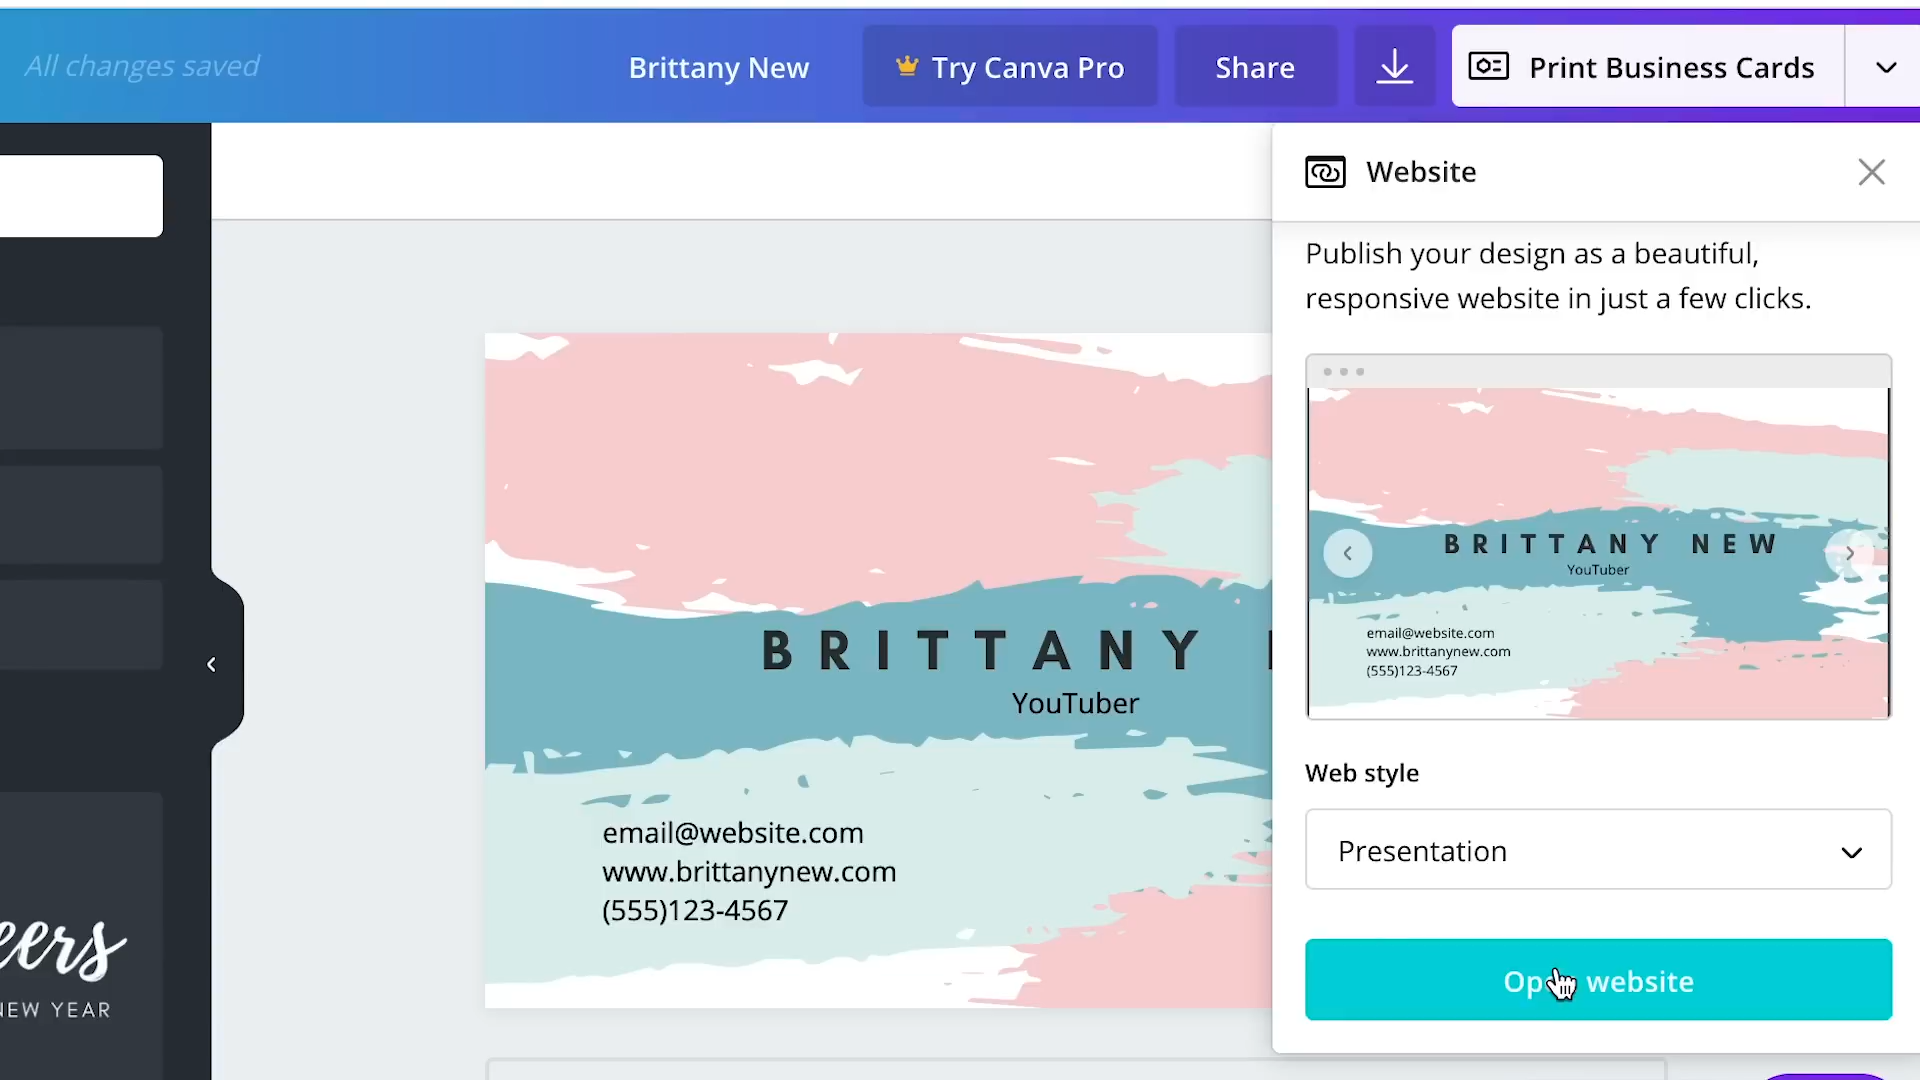 All changes saved
Brittany New
Try Canva Pro
Share
Print Business Cards
Website
Publish your design as a beautiful,
responsive website in just a few clicks.
BRITTANY NEW
YouTuber
email@website.com
www.brittanynew.com
(555)123-4567
Web style
Presentation
website
BRITTANY
YouTuber
email@website.com
www.brittanynew.com
(555)123-4567
eers
NEW YEAR